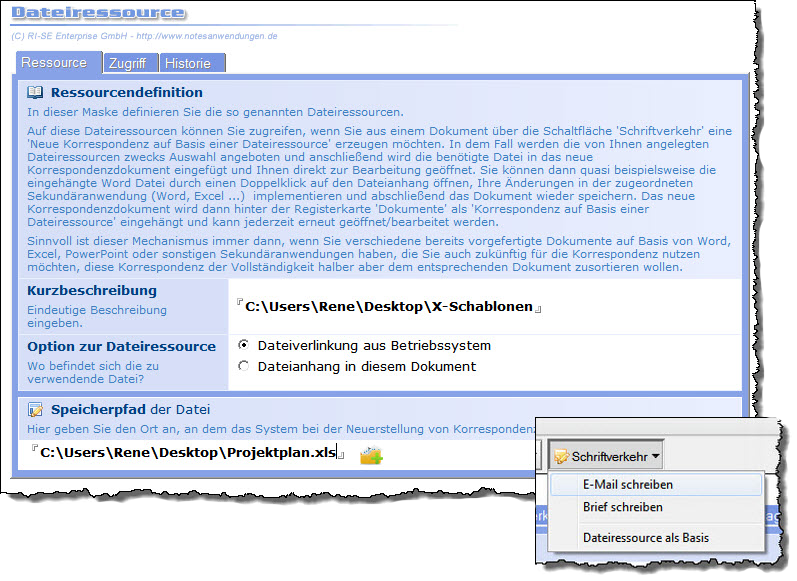 Dateiressource
(C) RI-SE Enterprise GmbH - http://www.notesanwendungen.de
Ressource Zugriff Historie
Ressourcendefinition
In dieser Maske definieren Sie die so genannten Dateiressourcen.
Auf diese Dateiressourcen können Sie zugreifen, wenn Sie aus einem Dokument über die Schaltfläche 'Schriftverkehr' eine
'Neue Korrespondenz auf Basis einer Dateiressource' erzeugen möchten. In dem Fall werden die von Ihnen angelegten
Dateiressourcen zwecks Auswahl angeboten und anschließend wird die benötigte Datei in das neue
Korrespondenzdokument eingefügt und Ihnen direkt zur Bearbeitung geöffnet. Sie können dann quasi beispielsweise die
eingehängte Word Datei durch einen Doppelklick auf den Dateianhang öffnen, Ihre Änderungen in der zugeordneten
Sekundäranwendung (Word, Excel ...) implementieren und abschließend das Dokument wieder speichern. Das neue
Korrespondenzdokument wird dann hinter der Registerkarte 'Dokumente' als 'Korrespondenz auf Basis einer
Dateiressource' eingehängt und kann jederzeit erneut geöffnet/bearbeitet werden.
Sinnvoll ist dieser Mechanismus immer dann, wenn Sie verschiedene bereits vorgefertigte Dokumente auf Basis von Word,
Excel, PowerPoint oder sonstigen Sekundäranwendungen haben, die Sie auch zukünftig für die Korrespondenz nutzen
möchten, diese Korrespondenz der Vollständigkeit halber aber dem entsprechenden Dokument zusortieren wollen.
Kurzbeschreibung
Eindeutige Beschreibung
eingeben.
C:\Users\Rene\Desktop\X-Schablonen
Option zur Dateiressource
Wo befindet sich die zu
verwendende Datei?
Dateiverlinkung aus Betriebssystem
Dateianhang in diesem Dokument
Speicherpfad der Datei
Hier geben Sie den Ort an, an dem das System bei der Neuerstellung von Korrespondenz
C:\Users\Rene\Desktop\Projektplan.xls
Schriftverkehr
E-Mail schreiben
Brief schreiben
Dateiressource als Basis